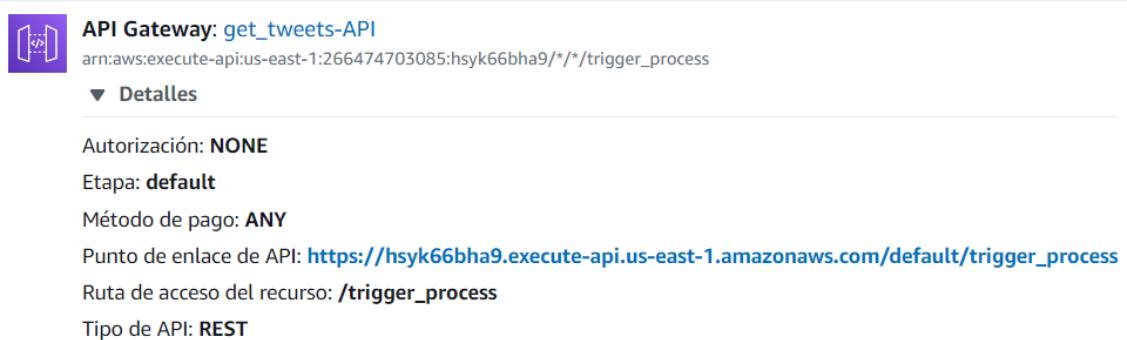 API Gateway: get_tweets-API
arn:aws:execute-api:us-east-1:266474703085:hsyk66bha9/*/*/trigger_process
▼ Detalles
Autorización: NONE
Etapa: default
Método de pago: ANY
Punto de enlace de API: https://hsyk66bha9.execute-api.us-east-1.amazonaws.com/default/trigger_process
Ruta de acceso del recurso: /trigger_process
Tipo de API: REST